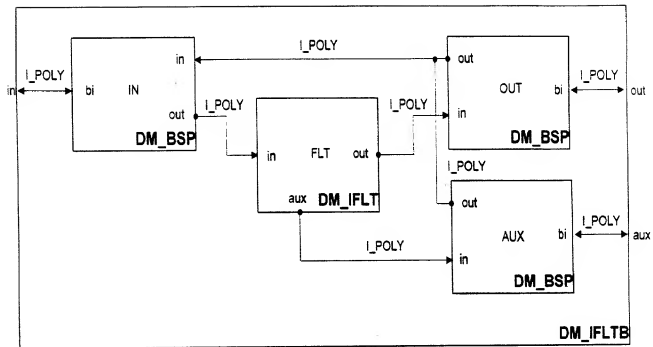 I_POLY
in
out
I_POLY
I_POLY
in
bi
IN
OUT
bi
out
out
I_POLY
I_POLY
in
DM_BSP
DM_BSP
in
FLT
out
I_POLY
aux
DM_IFLT
out
I_POLY
AUX
bi
aux
I_POLY
in
DM_BSP
DM_IFLTB